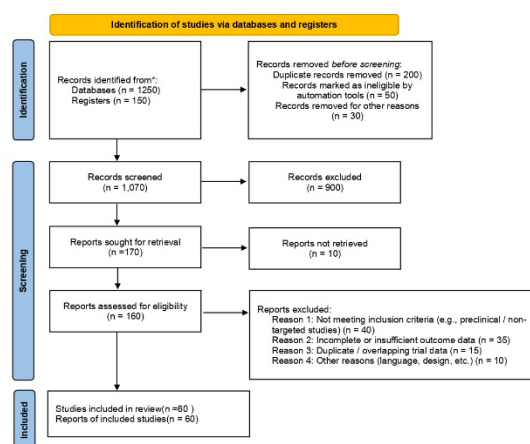 Identification of studies via databases and registers
Identification
Records identified from*:
Databases (n = 1250)
Registers (n = 150)
Records removed before screening:
Duplicate records removed (n = 200)
Records marked as ineligible by
automation tools (n = 50)
Records removed for other reasons
(n = 30)
Screening
Records screened
(n = 1,070)
Records excluded
(n = 900)
Reports sought for retrieval
(n =170)
Reports not retrieved
(n = 10)
Reports assessed for eligibility
(n = 160)
Reports excluded:
Reason 1: Not meeting inclusion criteria (e.g., preclinical / non-
targeted studies) (n = 40)
Reason 2: Incomplete or insufficient outcome data (n = 35)
Reason 3: Duplicate / overlapping trial data (n = 15)
Reason 4: Other reasons (language, design, etc.) (n = 10)
Included
Studies included in review(n =60 )
Reports of included studies(n = 60)